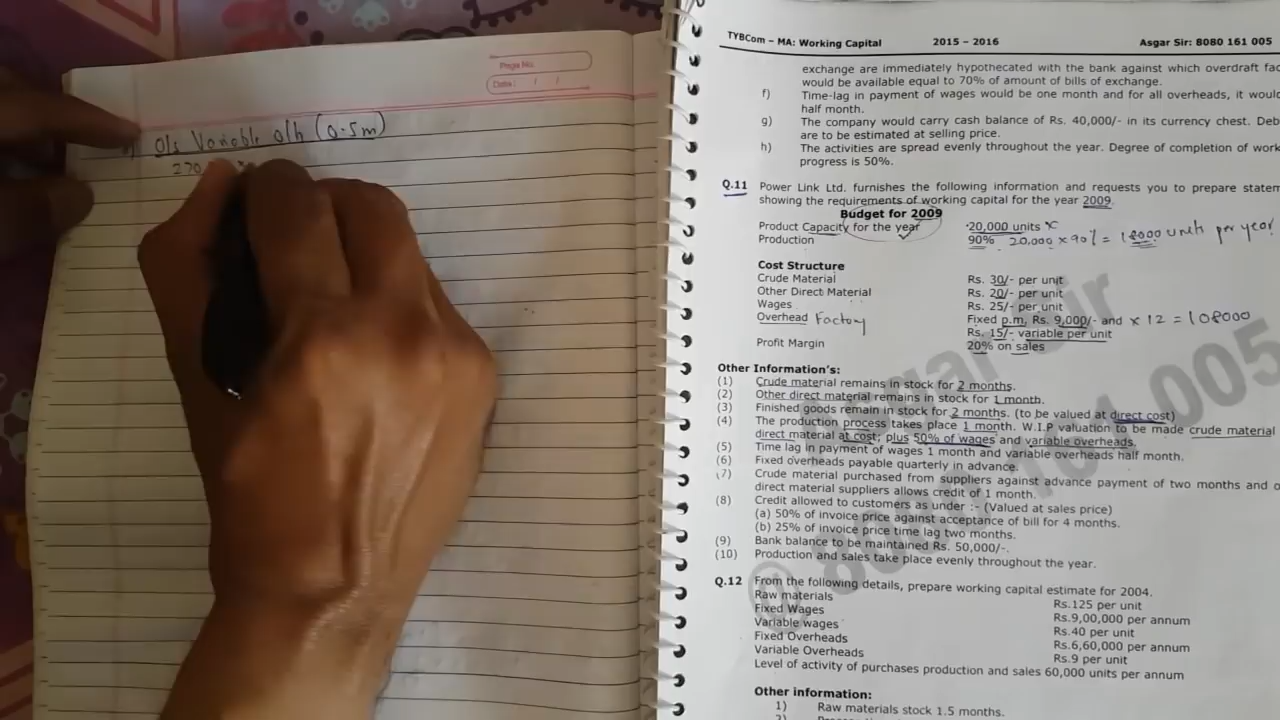 Page No.
Date: / /
O/s Variable o/h (0.5m)
270
TYBCom – MA: Working Capital 2015 – 2016 Asgar Sir: 8080 161 005
exchange are immediately hypothecated with the bank against which overdraft fac
would be available equal to 70% of amount of bills of exchange.
f) Time-lag in payment of wages would be one month and for all overheads, it would
half month.
g) The company would carry cash balance of Rs. 40,000/- in its currency chest. Deb
are to be estimated at selling price.
h) The activities are spread evenly throughout the year. Degree of completion of work
progress is 50%.
Q.11 Power Link Ltd. furnishes the following information and requests you to prepare statem
showing the requirements of working capital for the year 2009.
Budget for 2009
Product Capacity for the year 20,000 units x
Production 90% 20,000 x 90% = 18000 units per year
Cost Structure
Crude Material Rs. 30/- per unit
Other Direct Material Rs. 20/- per unit
Wages Rs. 25/- per unit
Overhead Factory Fixed p.m, Rs. 9,000/- and x 12 = 108000
Rs. 15/- variable per unit
Profit Margin 20% on sales
Other Information's:
(1) Crude material remains in stock for 2 months.
(2) Other direct material remains in stock for 1 month.
(3) Finished goods remain in stock for 2 months. (to be valued at direct cost)
(4) The production process takes place 1 month. W.I.P valuation to be made crude material
direct material at cost; plus 50% of wages and variable overheads.
(5) Time lag in payment of wages 1 month and variable overheads half month.
(6) Fixed overheads payable quarterly in advance.
(7) Crude material purchased from suppliers against advance payment of two months and o
direct material suppliers allows credit of 1 month.
(8) Credit allowed to customers as under :- (Valued at sales price)
(a) 50% of invoice price against acceptance of bill for 4 months.
(b) 25% of invoice price time lag two months.
(9) Bank balance to be maintained Rs. 50,000/-.
(10) Production and sales take place evenly throughout the year.
Q.12 From the following details, prepare working capital estimate for 2004.
Raw materials Rs.125 per unit
Fixed Wages Rs.9,00,000 per annum
Variable wages Rs.40 per unit
Fixed Overheads Rs.6,60,000 per annum
Variable Overheads Rs.9 per unit
Level of activity of purchases production and sales 60,000 units per annum
Other information:
1) Raw materials stock 1.5 months.